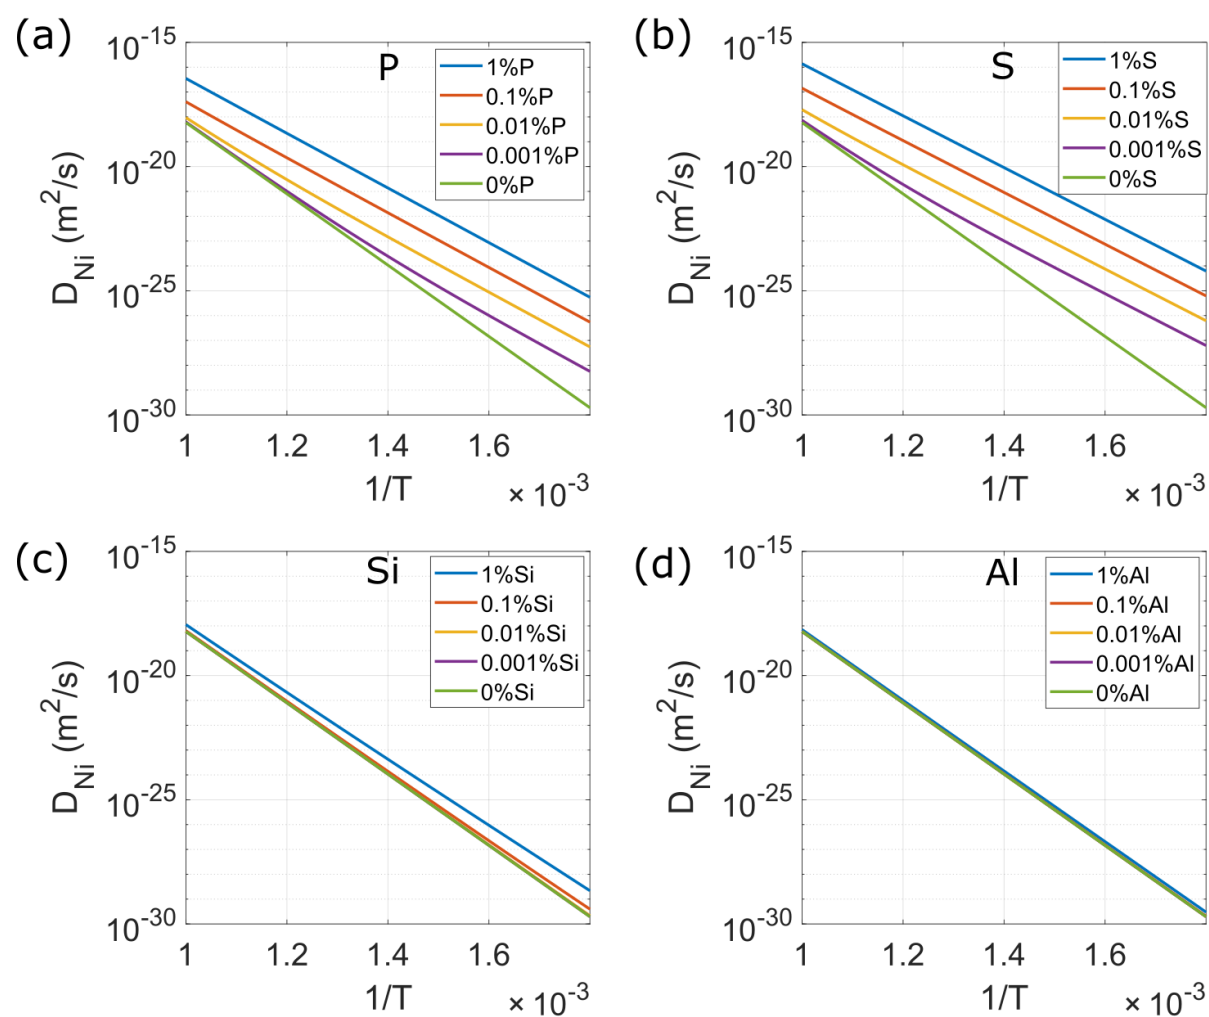 (a)
P
10^-15
10^-20
10^-25
10^-30
D_Ni (m^2/s)
1%P
0.1%P
0.01%P
0.001%P
0%P
1 1.2 1.4 1.6
1/T
× 10^-3
(b)
S
10^-15
10^-20
10^-25
10^-30
D_Ni (m^2/s)
1%S
0.1%S
0.01%S
0.001%S
0%S
1 1.2 1.4 1.6
1/T
× 10^-3
(c)
Si
10^-15
10^-20
10^-25
10^-30
D_Ni (m^2/s)
1%Si
0.1%Si
0.01%Si
0.001%Si
0%Si
1 1.2 1.4 1.6
1/T
× 10^-3
(d)
Al
10^-15
10^-20
10^-25
10^-30
D_Ni (m^2/s)
1%Al
0.1%Al
0.01%Al
0.001%Al
0%Al
1 1.2 1.4 1.6
1/T
× 10^-3